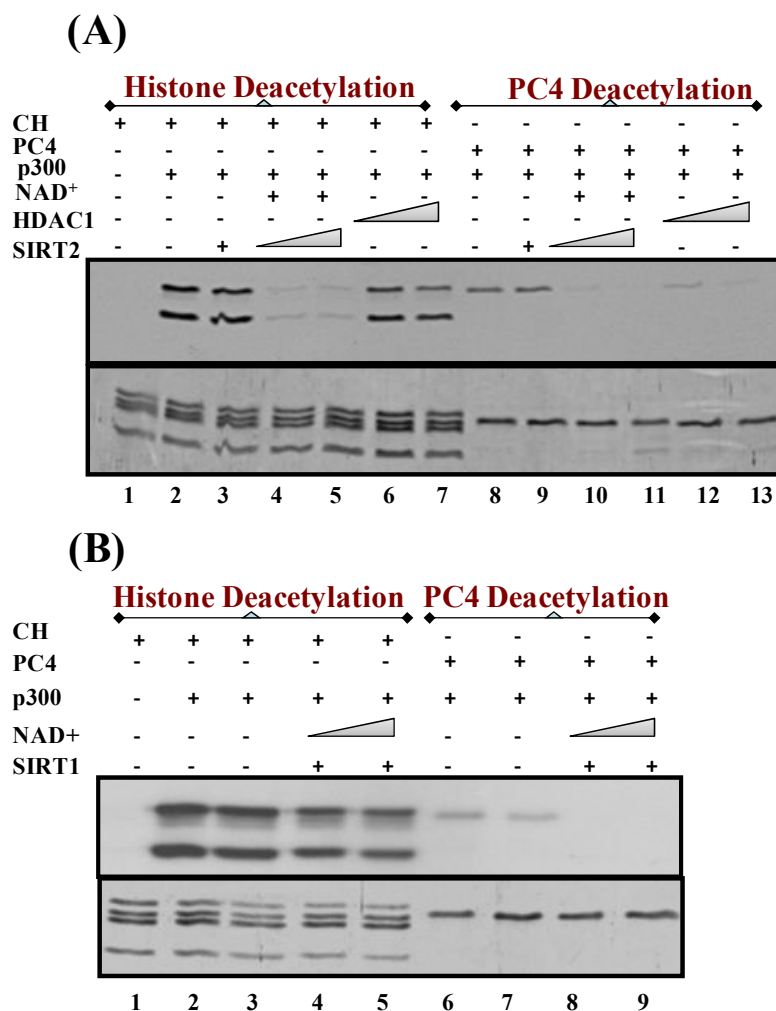 (A)
Histone Deacetylation PC4 Deacetylation
CH + + + + + + + - - - - - -
PC4 - - - - - - - + + + + + +
p300 - + + + + + + + + + + + +
NAD⁺ - - - + + - - - - + + - -
HDAC1 - - - - - - - - -
SIRT2 - - + - - - + - -
1 2 3 4 5 6 7 8 9 10 11 12 13
(B)
Histone Deacetylation PC4 Deacetylation
CH + + + + + - - - -
PC4 - - - - - + + + +
p300 - + + + + + + + +
NAD+ - - - - -
SIRT1 - - - + + - - + +
1 2 3 4 5 6 7 8 9